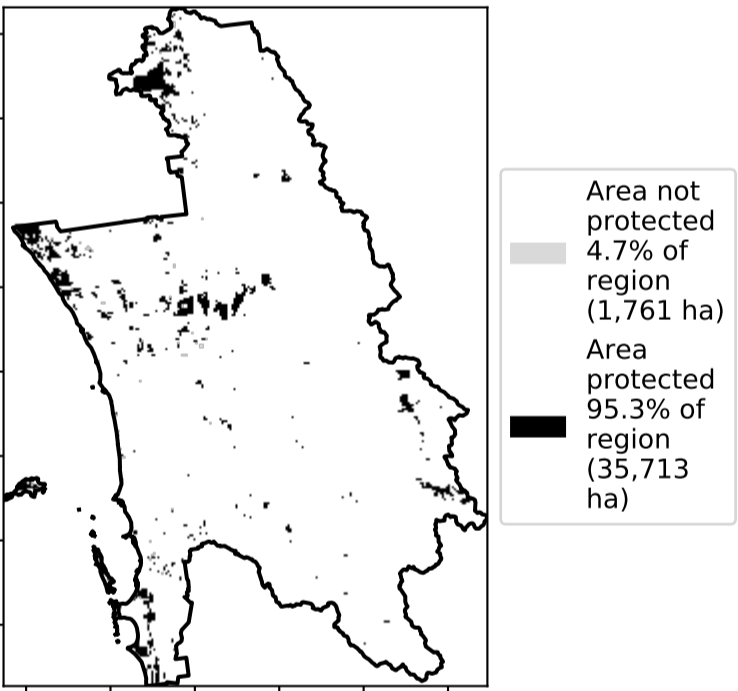 Area not
protected
4.7% of
region
(1,761 ha)
Area
protected
95.3% of
region
(35,713
ha)